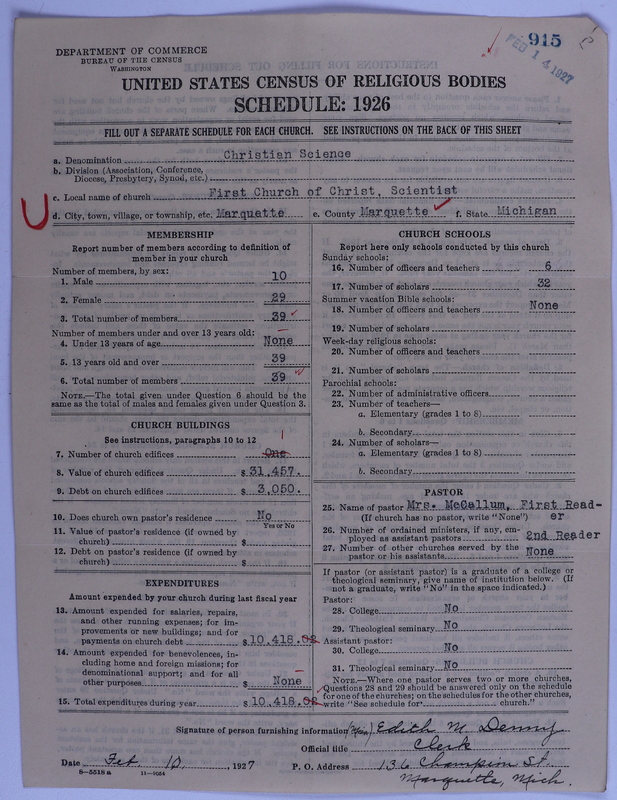 915
FEB 14 1927
DEPARTMENT OF COMMERCE
BUREAU OF THE CENSUS
WASHINGTON
UNITED STATES CENSUS OF RELIGIOUS BODIES
SCHEDULE: 1926
FILL OUT A SEPARATE SCHEDULE FOR EACH CHURCH. SEE INSTRUCTIONS ON THE BACK OF THIS SHEET
a. Denomination Christian Science
b. Division (Association, Conference,
Diocese, Presbytery, Synod, etc.)
c. Local name of church First Church of Christ, Scientist
d. City, town, village, or township, etc. Marquette e. County Marquette f. State Michigan
MEMBERSHIP
Report number of members according to definition of
member in your church
Number of members, by sex:
1. Male 10
2. Female 29
3. Total number of members 39
Number of members under and over 13 years old:
4. Under 13 years of age None
5. 13 years old and over 39
6. Total number of members 39
NOTE.—The total given under Question 6 should be the
same as the total of males and females given under Question 3.
CHURCH BUILDINGS
See instructions, paragraphs 10 to 12
7. Number of church edifices One 1
8. Value of church edifices $ 31,457.
9. Debt on church edifices $ 3,050.
10. Does church own pastor's residence No
Yes or No
11. Value of pastor's residence (if owned by
church) $
12. Debt on pastor's residence (if owned by
church) $
EXPENDITURES
Amount expended by your church during last fiscal year
13. Amount expended for salaries, repairs,
and other running expenses; for im-
provements or new buildings; and for
payments on church debt $ 10,418.02
14. Amount expended for benevolences, in-
cluding home and foreign missions; for
denominational support; and for all
other purposes $ None
15. Total expenditures during year $ 10,418.02
CHURCH SCHOOLS
Report here only schools conducted by this church
Sunday schools:
16. Number of officers and teachers 6
17. Number of scholars 32
Summer vacation Bible schools:
18. Number of officers and teachers None
19. Number of scholars
Week-day religious schools:
20. Number of officers and teachers
21. Number of scholars
Parochial schools:
22. Number of administrative officers
23. Number of teachers—
a. Elementary (grades 1 to 8)
b. Secondary
24. Number of scholars—
a. Elementary (grades 1 to 8)
b. Secondary
PASTOR
25. Name of pastor Mrs. McCallum, First Read-
(If church has no pastor, write "None") er
26. Number of ordained ministers, if any, em-
ployed as assistant pastors 2nd Reader
27. Number of other churches served by the
pastor or his assistants None
If pastor (or assistant pastor) is a graduate of a college or
theological seminary, give name of institution below. (If
not a graduate, write "No" in the space indicated.)
Pastor:
28. College No
29. Theological seminary No
Assistant pastor:
30. College No
31. Theological seminary No
NOTE.—Where one pastor serves two or more churches,
Questions 28 and 29 should be answered only on the schedule
for one of the churches; on the schedules for the other churches,
write "See schedule for church."
Signature of person furnishing information (Mrs.) Edith M. Denny
Official title Clerk
Date Feb. 10, 1927 P. O. Address 136 Champion St.
8-5518a 11-9084 Marquette, Mich.